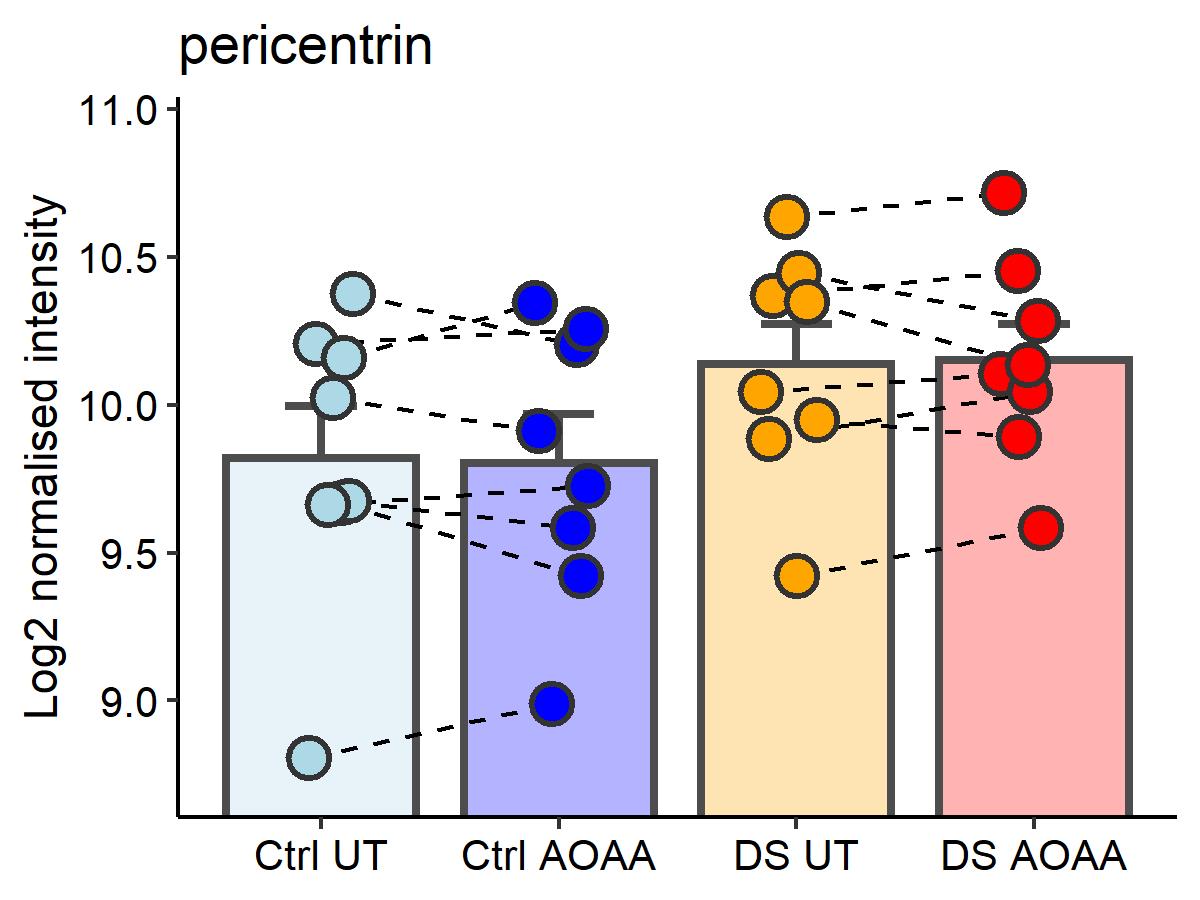 pericentrin
Log2 normalised intensity
11.0
10.5
10.0
9.5
9.0
Ctrl UT
Ctrl AOAA
DS UT
DS AOAA